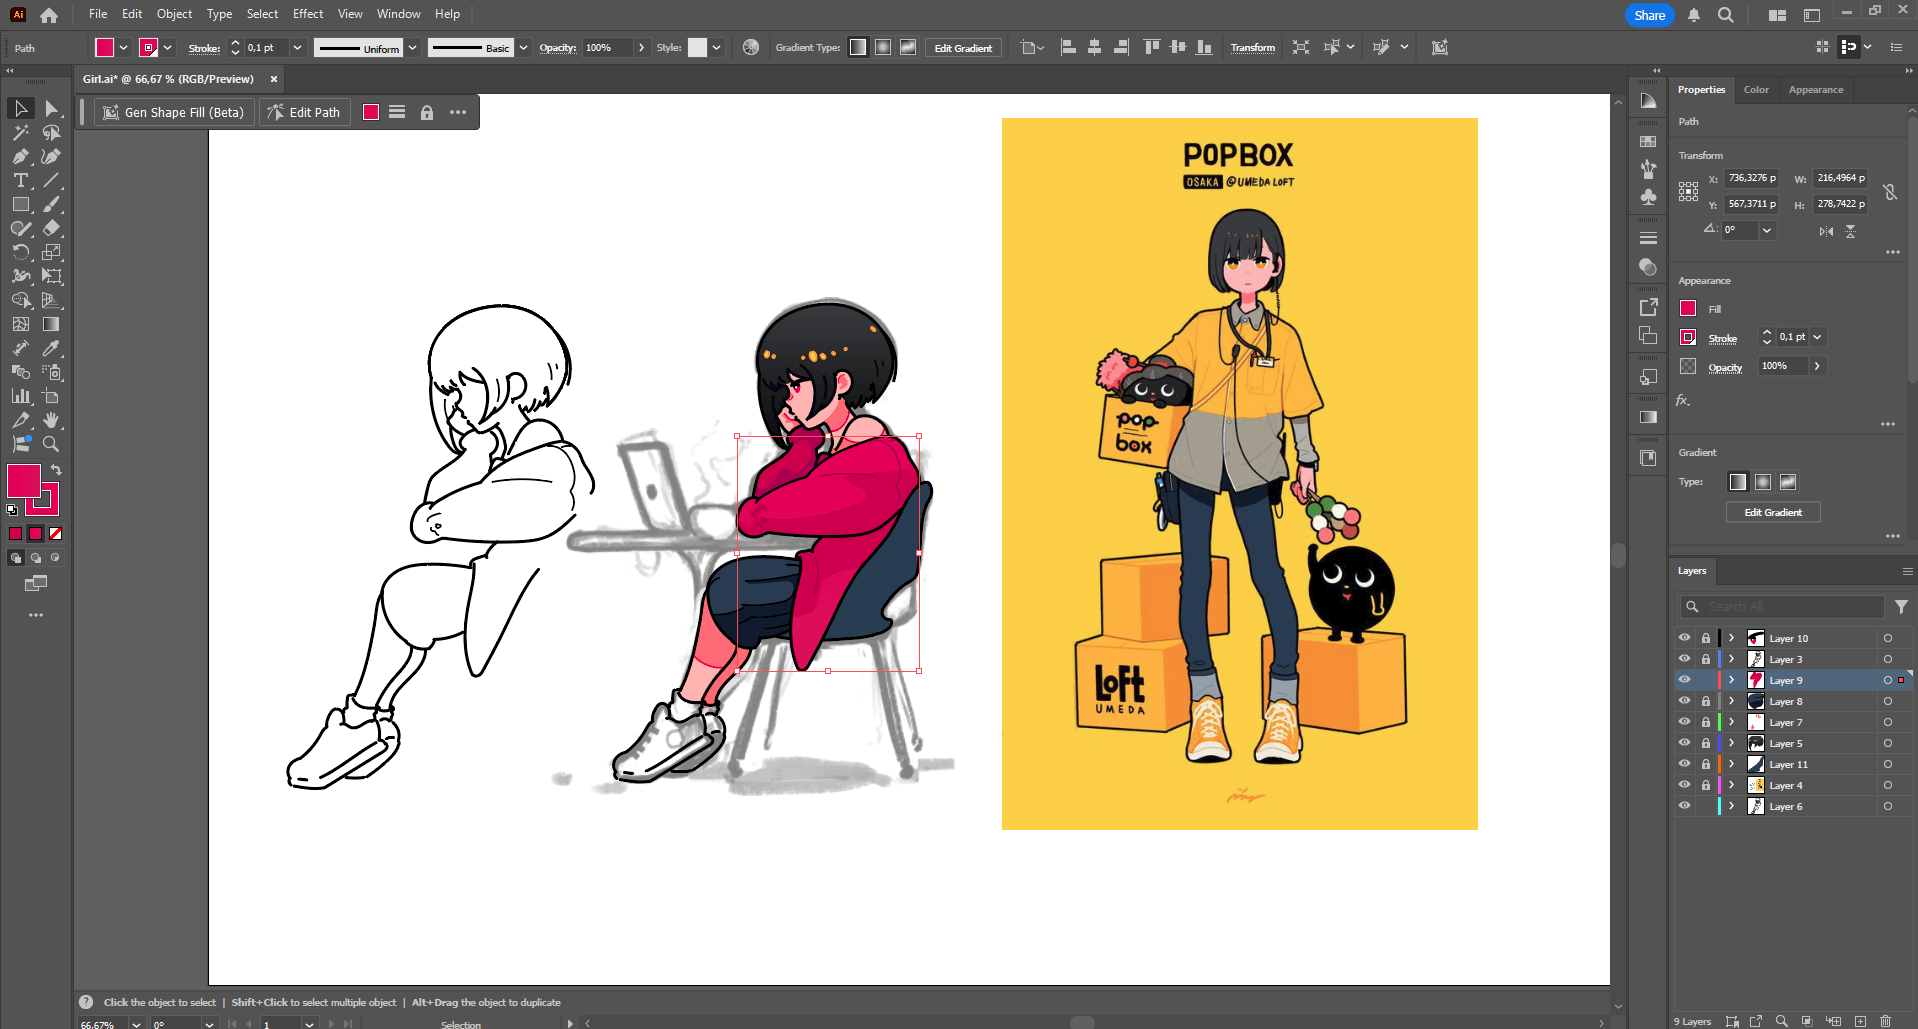 Ai File Edit Object Type Select Effect View Window Help Share
Path Stroke: 0,1 pt Uniform Basic Opacity: 100% Style: Gradient Type: Edit Gradient Transform
Girl.ai* @ 66,67 % (RGB/Preview) ×
Gen Shape Fill (Beta) Edit Path
POPBOX
OSAKA @UMEDA LOFT
pop
box
LoFt
UMEDA
Properties Color Appearance
Path
Transform
X: 736,3276 p W: 216,4964 p
Y: 567,3711 p H: 278,7422 p
0°
Appearance
Fill
Stroke 0,1 pt
Opacity 100%
fx.
Gradient
Type:
Edit Gradient
Layers
Search All
Layer 10
Layer 3
Layer 9
Layer 8
Layer 7
Layer 5
Layer 11
Layer 4
Layer 6
9 Layers
? Click the object to select | Shift+Click to select multiple object | Alt+Drag the object to duplicate
66,67% 0° 1 Selection